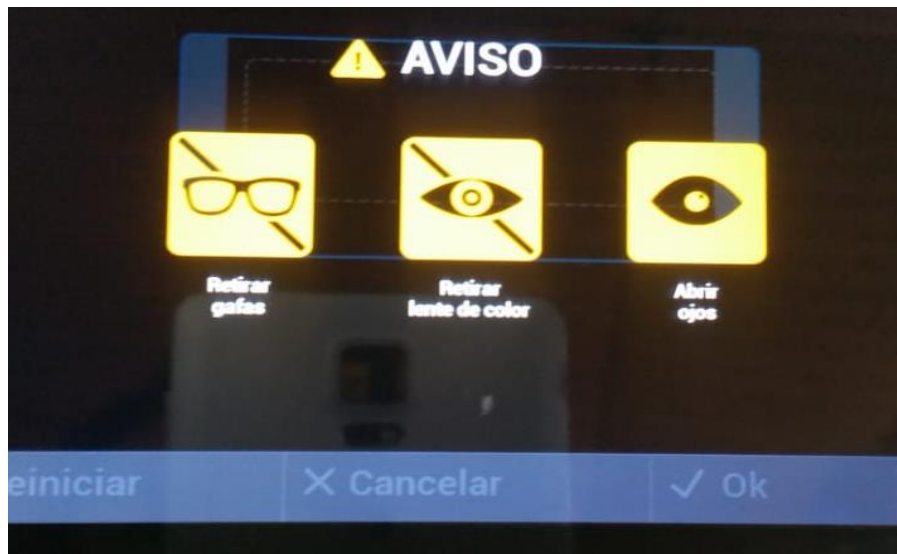 AVISO
Retirar
gafas
Retirar
lente de color
Abrir
ojos
einiciar
Cancelar
Ok